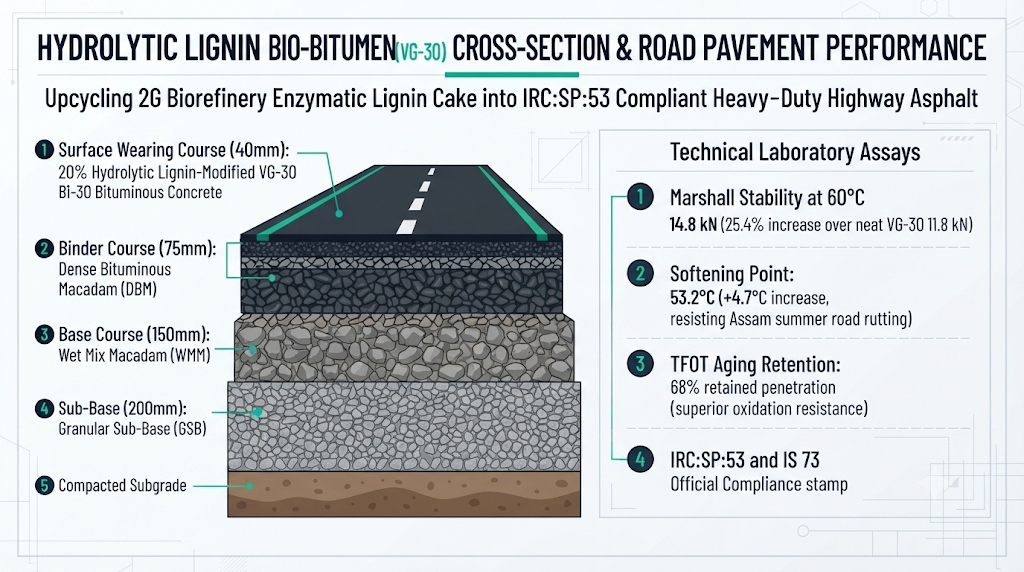 HYDROLYTIC LIGNIN BIO-BITUMEN(VG-30) CROSS-SECTION & ROAD PAVEMENT PERFORMANCE
Upcycling 2G Biorefinery Enzymatic Lignin Cake into IRC:SP:53 Compliant Heavy-Duty Highway Asphalt
1 Surface Wearing Course (40mm):
20% Hydrolytic Lignin-Modified VG-30
Bi-30 Bituminous Concrete
2 Binder Course (75mm):
Dense Bituminous
Macadam (DBM)
3 Base Course (150mm):
Wet Mix Macadam (WMM)
4 Sub-Base (200mm):
Granular Sub-Base (GSB)
5 Compacted Subgrade
Technical Laboratory Assays
1 Marshall Stability at 60°C
14.8 kN (25.4% increase over neat VG-30 11.8 kN)
2 Softening Point:
53.2°C (+4.7°C increase,
resisting Assam summer road rutting)
3 TFOT Aging Retention:
68% retained penetration
(superior oxidation resistance)
4 IRC:SP:53 and IS 73
Official Compliance stamp